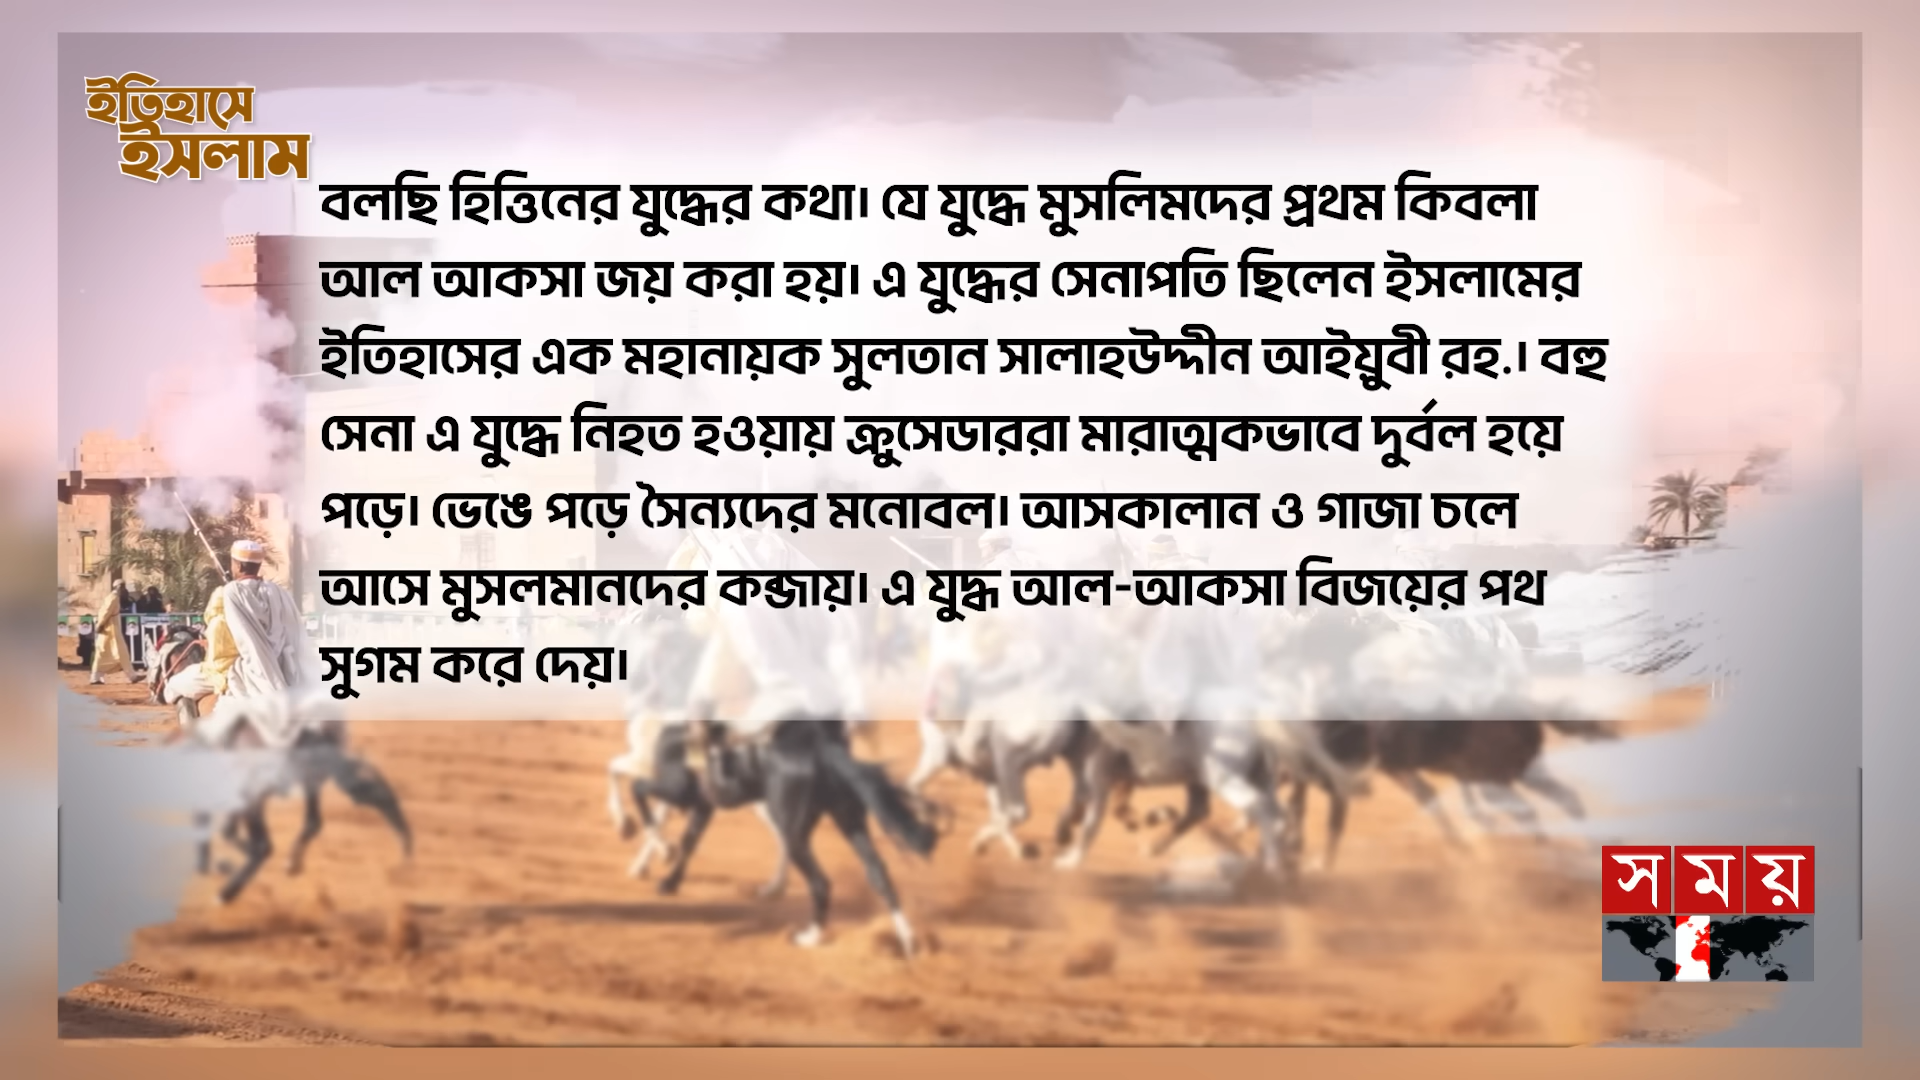 ইতিহাসে
ইসলাম
বলছি হিত্তিনের যুদ্ধের কথা। যে যুদ্ধে মুসলিমদের প্রথম কিবলা
আল আকসা জয় করা হয়। এ যুদ্ধের সেনাপতি ছিলেন ইসলামের
ইতিহাসের এক মহানায়ক সুলতান সালাহউদ্দীন আইয়ুবী রহ.। বহু
সেনা এ যুদ্ধে নিহত হওয়ায় ক্রুসেডাররা মারাত্মকভাবে দুর্বল হয়ে
পড়ে। ভেঙে পড়ে সৈন্যদের মনোবল। আসকালান ও গাজা চলে
আসে মুসলমানদের কব্জায়। এ যুদ্ধ আল-আকসা বিজয়ের পথ
সুগম করে দেয়।
সময়